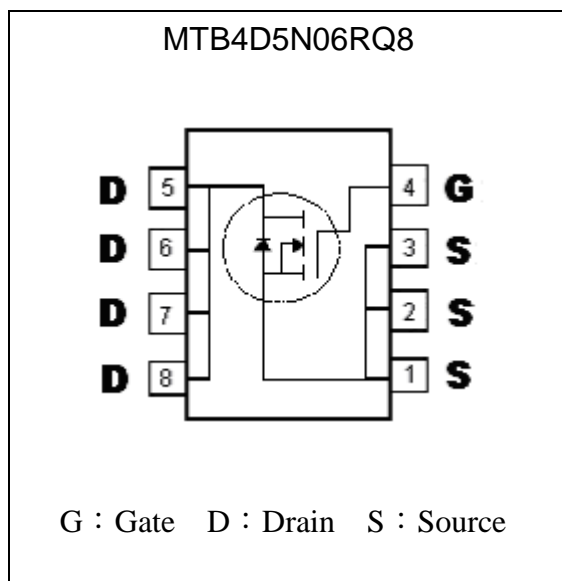 MTB4D5N06RQ8
D 5 4 G
D 6 3 S
D 7 2 S
D 8 1 S
G：Gate D：Drain S：Source